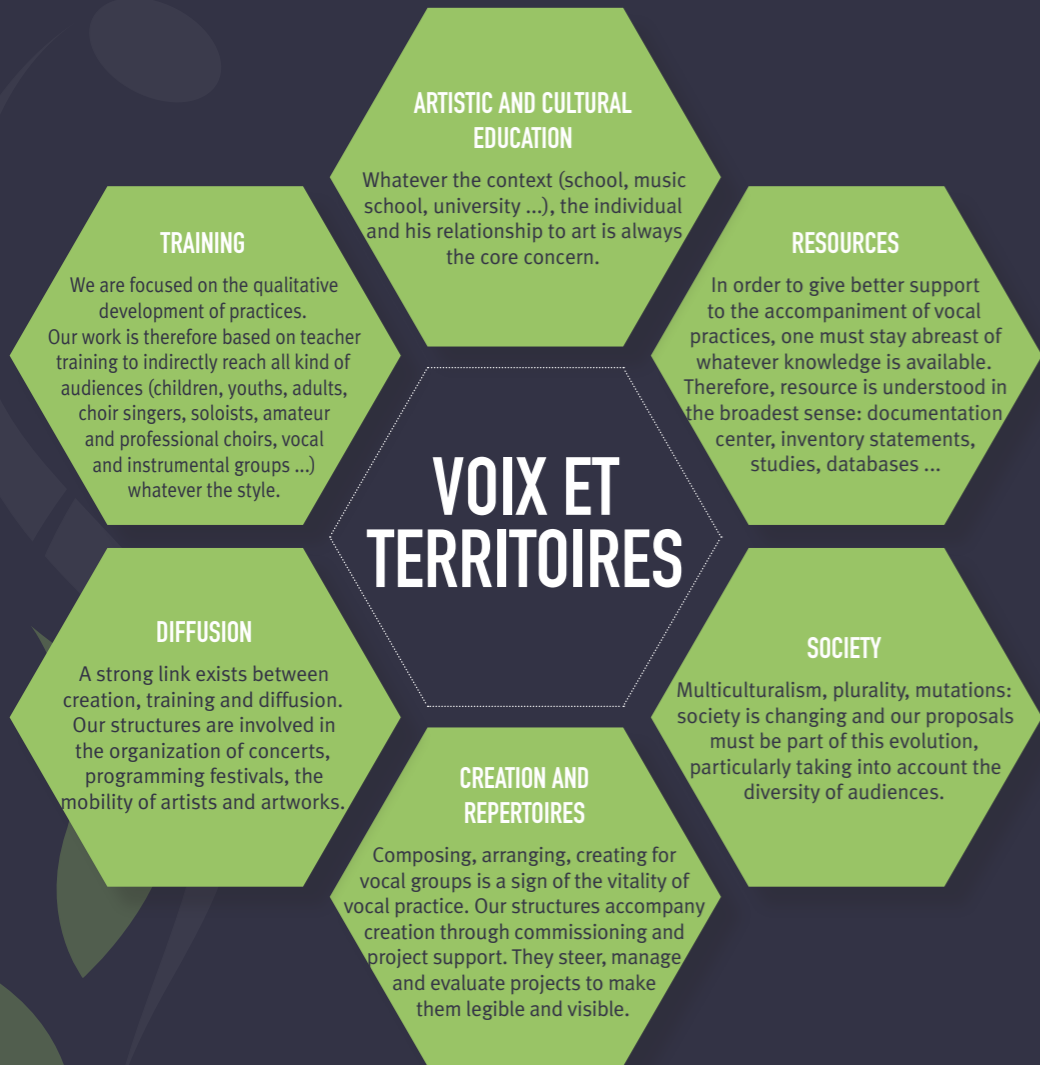 ARTISTIC AND CULTURAL
EDUCATION
Whatever the context (school, music
school, university ...), the individual
and his relationship to art is always
the core concern.
TRAINING
We are focused on the qualitative
development of practices.
Our work is therefore based on teacher
training to indirectly reach all kind of
audiences (children, youths, adults,
choir singers, soloists, amateur
and professional choirs, vocal
and instrumental groups ...)
whatever the style.
RESOURCES
In order to give better support
to the accompaniment of vocal
practices, one must stay abreast of
whatever knowledge is available.
Therefore, resource is understood in
the broadest sense: documentation
center, inventory statements,
studies, databases ...
VOIX ET
TERRITOIRES
DIFFUSION
A strong link exists between
creation, training and diffusion.
Our structures are involved in
the organization of concerts,
programming festivals, the
mobility of artists and artworks.
SOCIETY
Multiculturalism, plurality, mutations:
society is changing and our proposals
must be part of this evolution,
particularly taking into account the
diversity of audiences.
CREATION AND
REPERTOIRES
Composing, arranging, creating for
vocal groups is a sign of the vitality of
vocal practice. Our structures accompany
creation through commissioning and
project support. They steer, manage
and evaluate projects to make
them legible and visible.